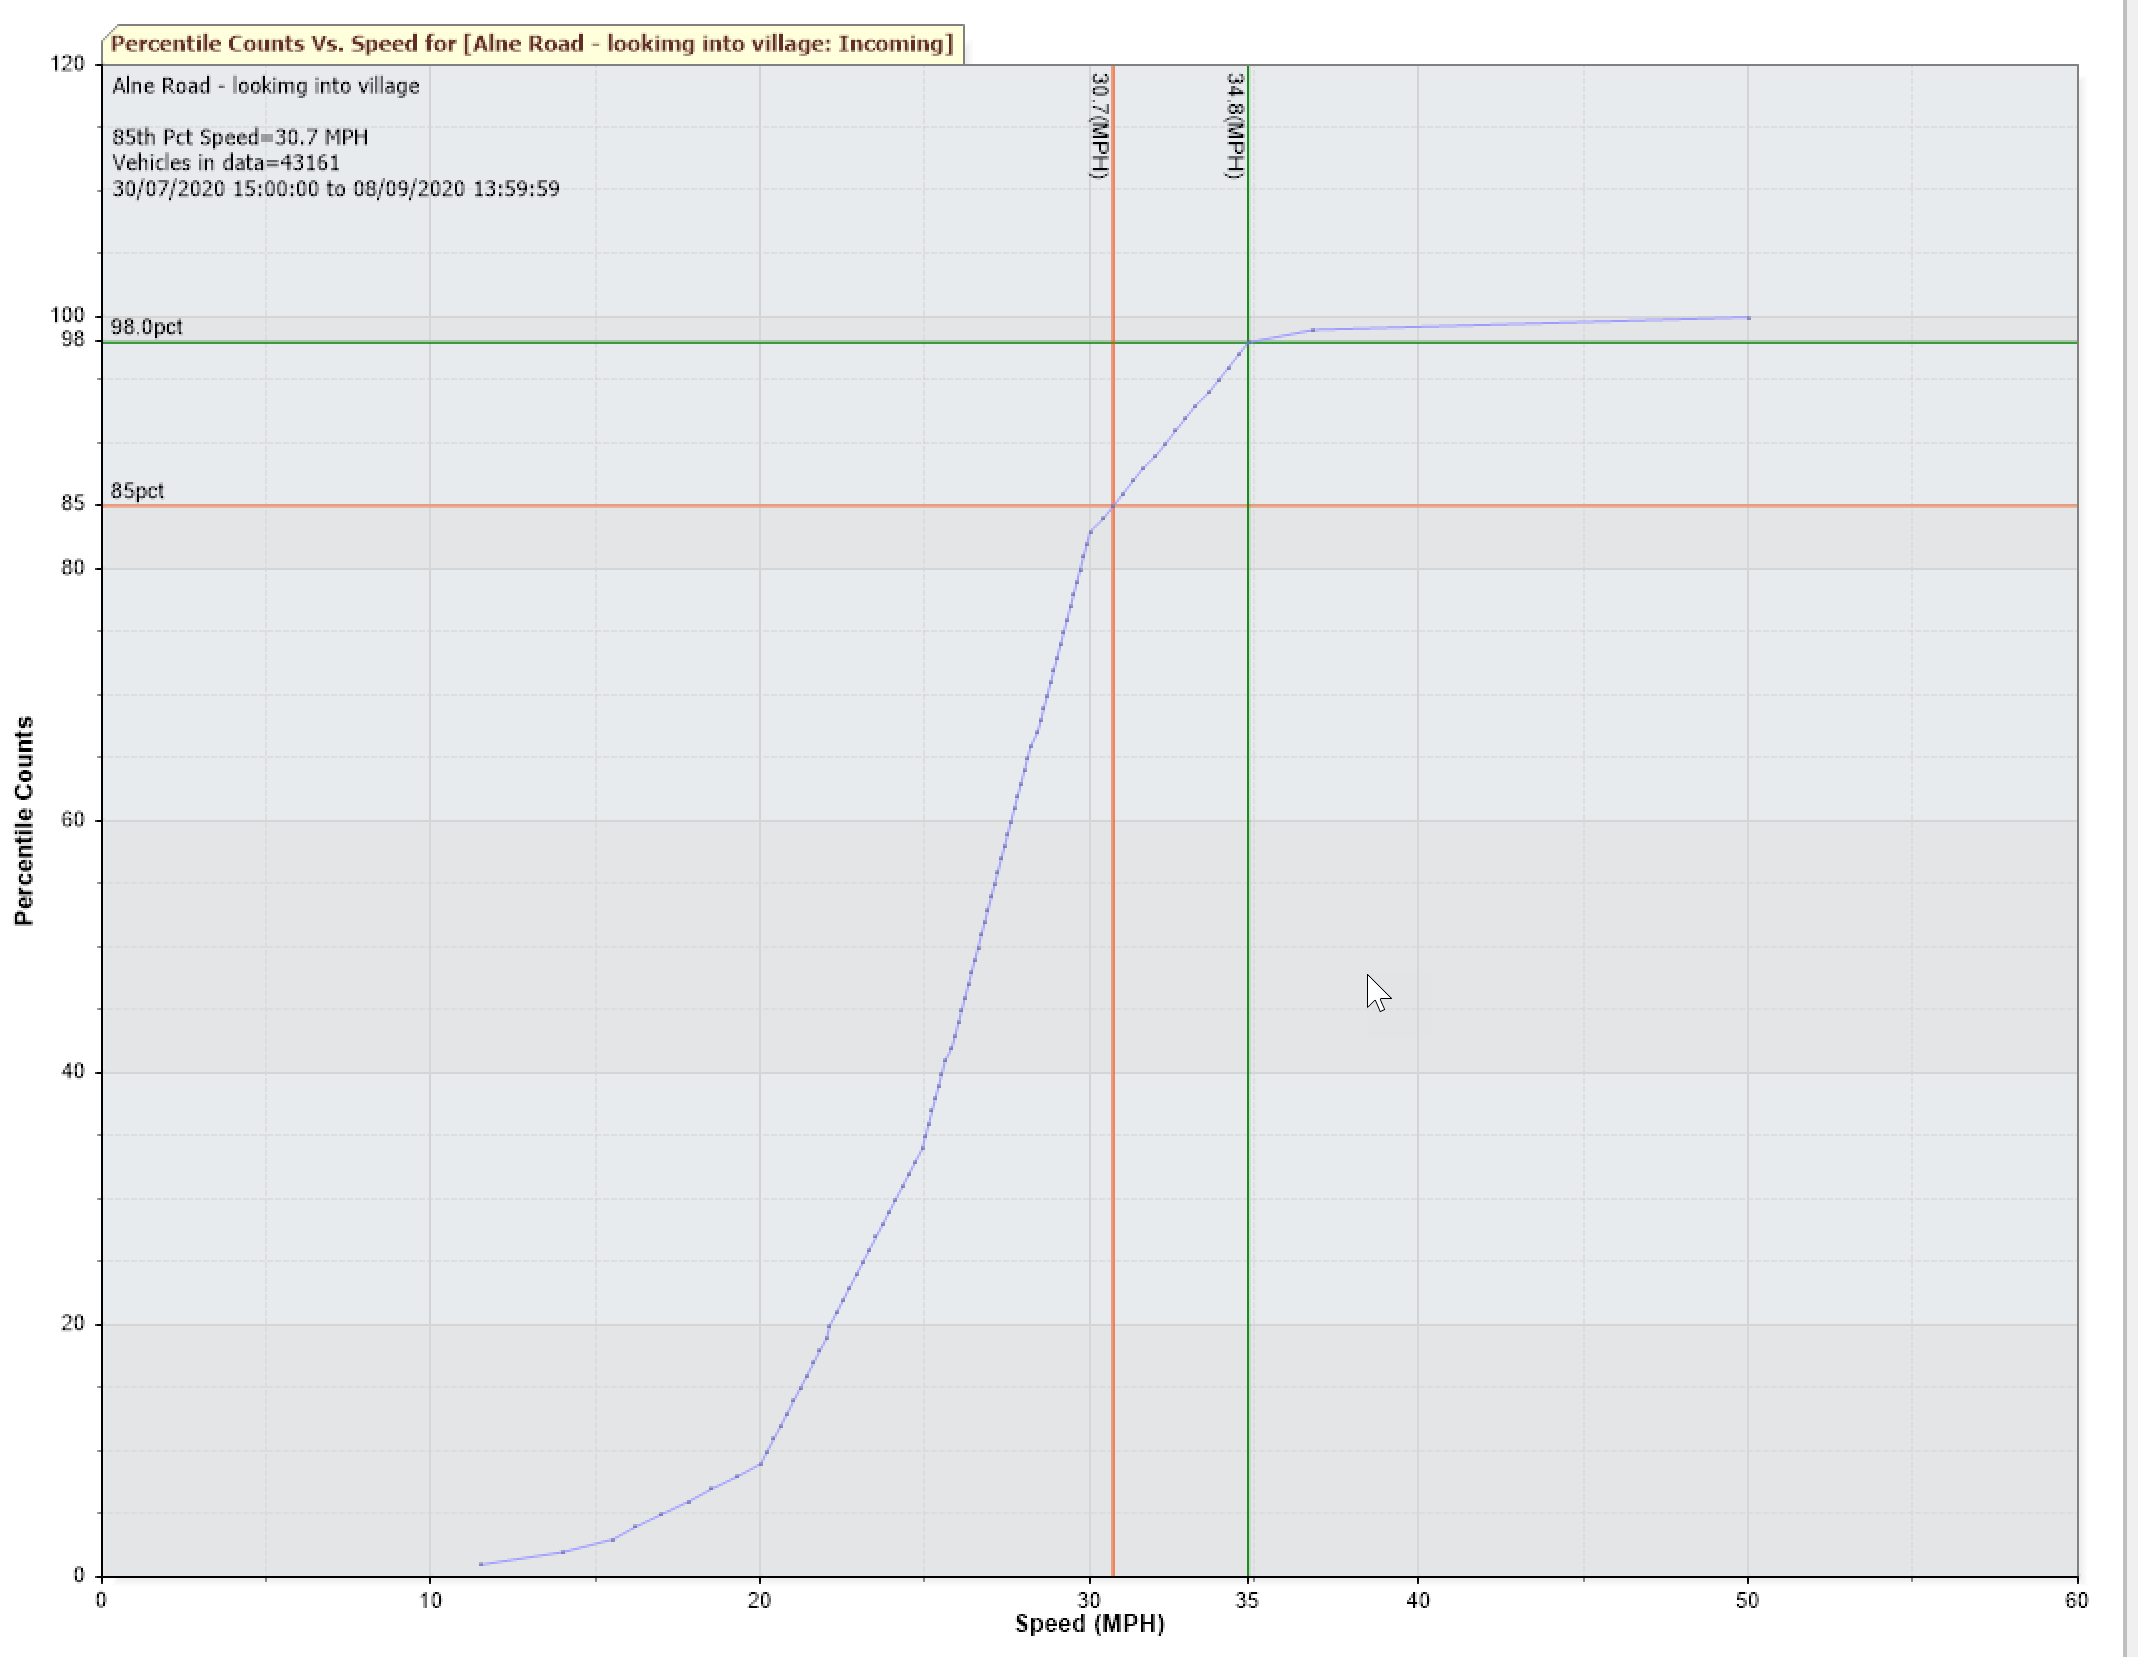 Percentile Counts Vs. Speed for [Alne Road - lookimg into village: Incoming]
Alne Road - lookimg into village
85th Pct Speed=30.7 MPH
Vehicles in data=43161
30/07/2020 15:00:00 to 08/09/2020 13:59:59
30.7(MPH)
34.8(MPH)
120
100
98
98.0pct
85
85pct
80
60
40
20
0
Percentile Counts
0 10 20 30 35 40 50 60
Speed (MPH)